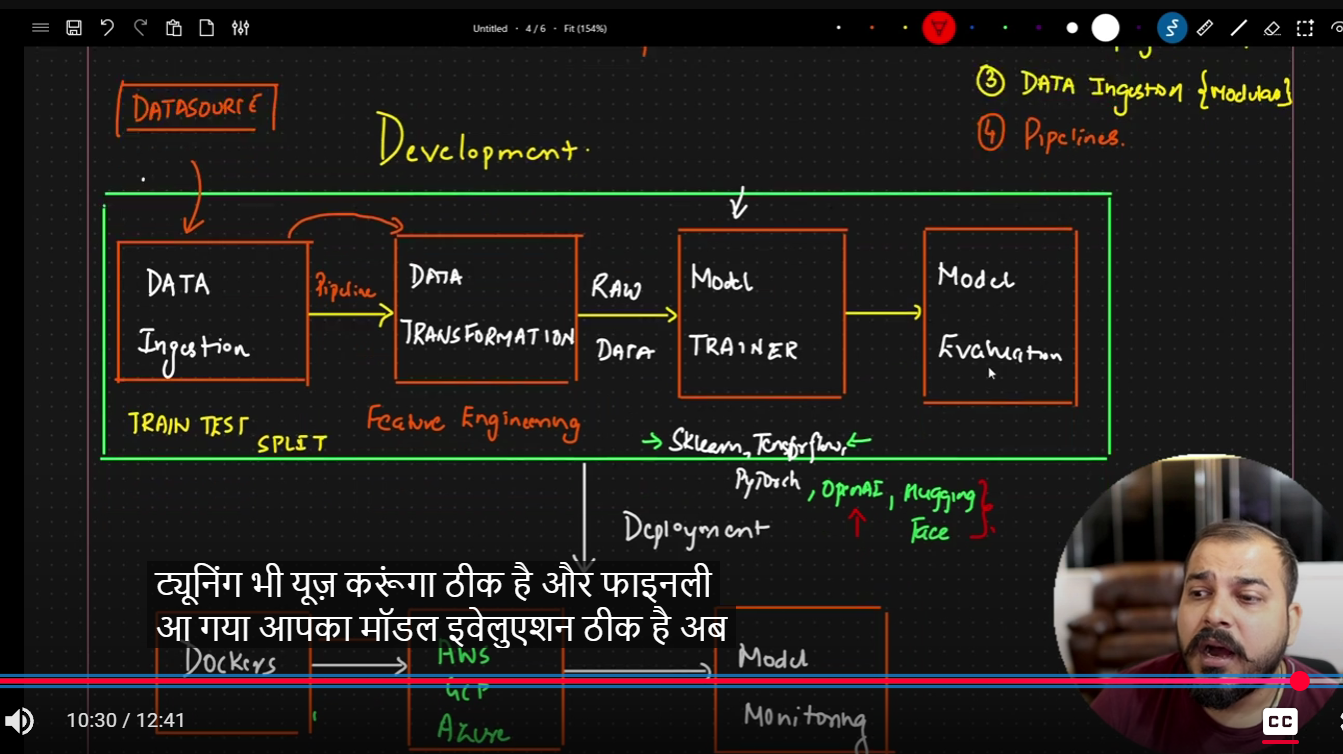 Untitled • 4 / 6 • Fit (154%)
③ DATA Ingestion {Modular}
④ Pipelines.
DATASOURCE
Development.
DATA
Ingestion
Pipeline
DATA
TRANSFORMATION
RAW
DATA
Model
TRAINER
Model
Evaluation
TRAIN TEST
SPLIT
Feature Engineering
Sklearn, Tensorflow,
PyTorch, OpenAI, Hugging
Face
Deployment
ट्यूनिंग भी यूज़ करूंगा ठीक है और फाइनली
आ गया आपका मॉडल इवेलुएशन ठीक है अब
Dockers
AWS
GCP
Azure
Model
Monitoring
10:30 / 12:41
CC